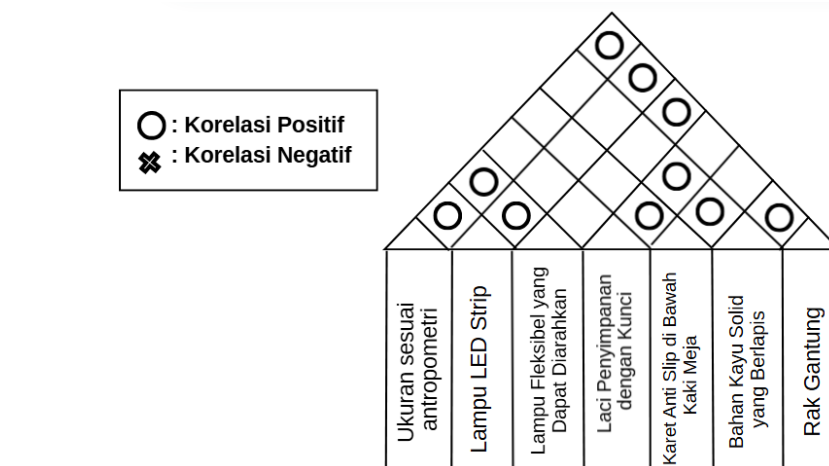 : Korelasi Positif
: Korelasi Negatif
Ukuran sesuai
antropometri
Lampu LED Strip
Lampu Fleksibel yang
Dapat Diarahkan
Laci Penyimpanan
dengan Kunci
Karet Anti Slip di Bawah
Kaki Meja
Bahan Kayu Solid
yang Berlapis
Rak Gantung